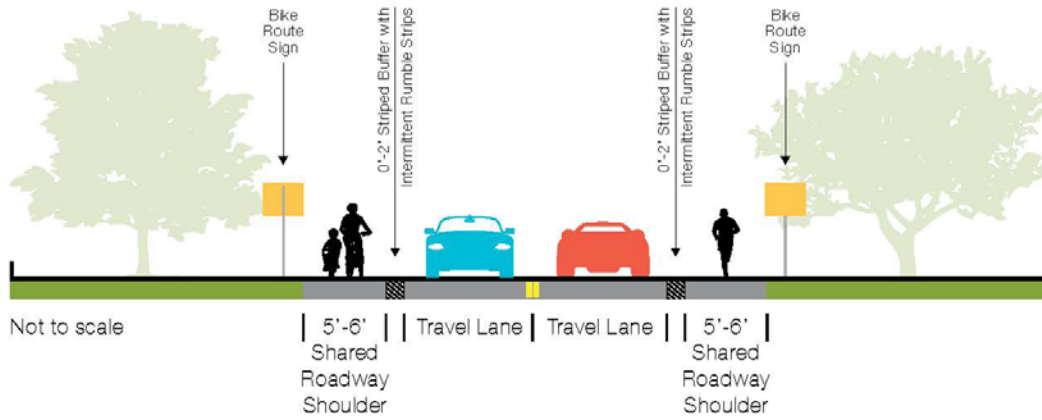 Bike
Route
Sign
0'-2' Striped Buffer with
Intermittent Rumble Strips
0'-2' Striped Buffer with
Intermittent Rumble Strips
Bike
Route
Sign
Not to scale
5'-6'
Shared
Roadway
Shoulder
Travel Lane
Travel Lane
5'-6'
Shared
Roadway
Shoulder